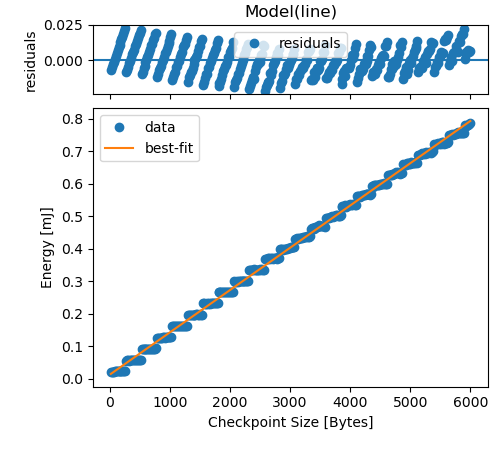 Model(line)
residuals
0.025
0.000
residuals
Energy [mJ]
0.8
0.7
0.6
0.5
0.4
0.3
0.2
0.1
0.0
data
best-fit
0 1000 2000 3000 4000 5000 6000
Checkpoint Size [Bytes]